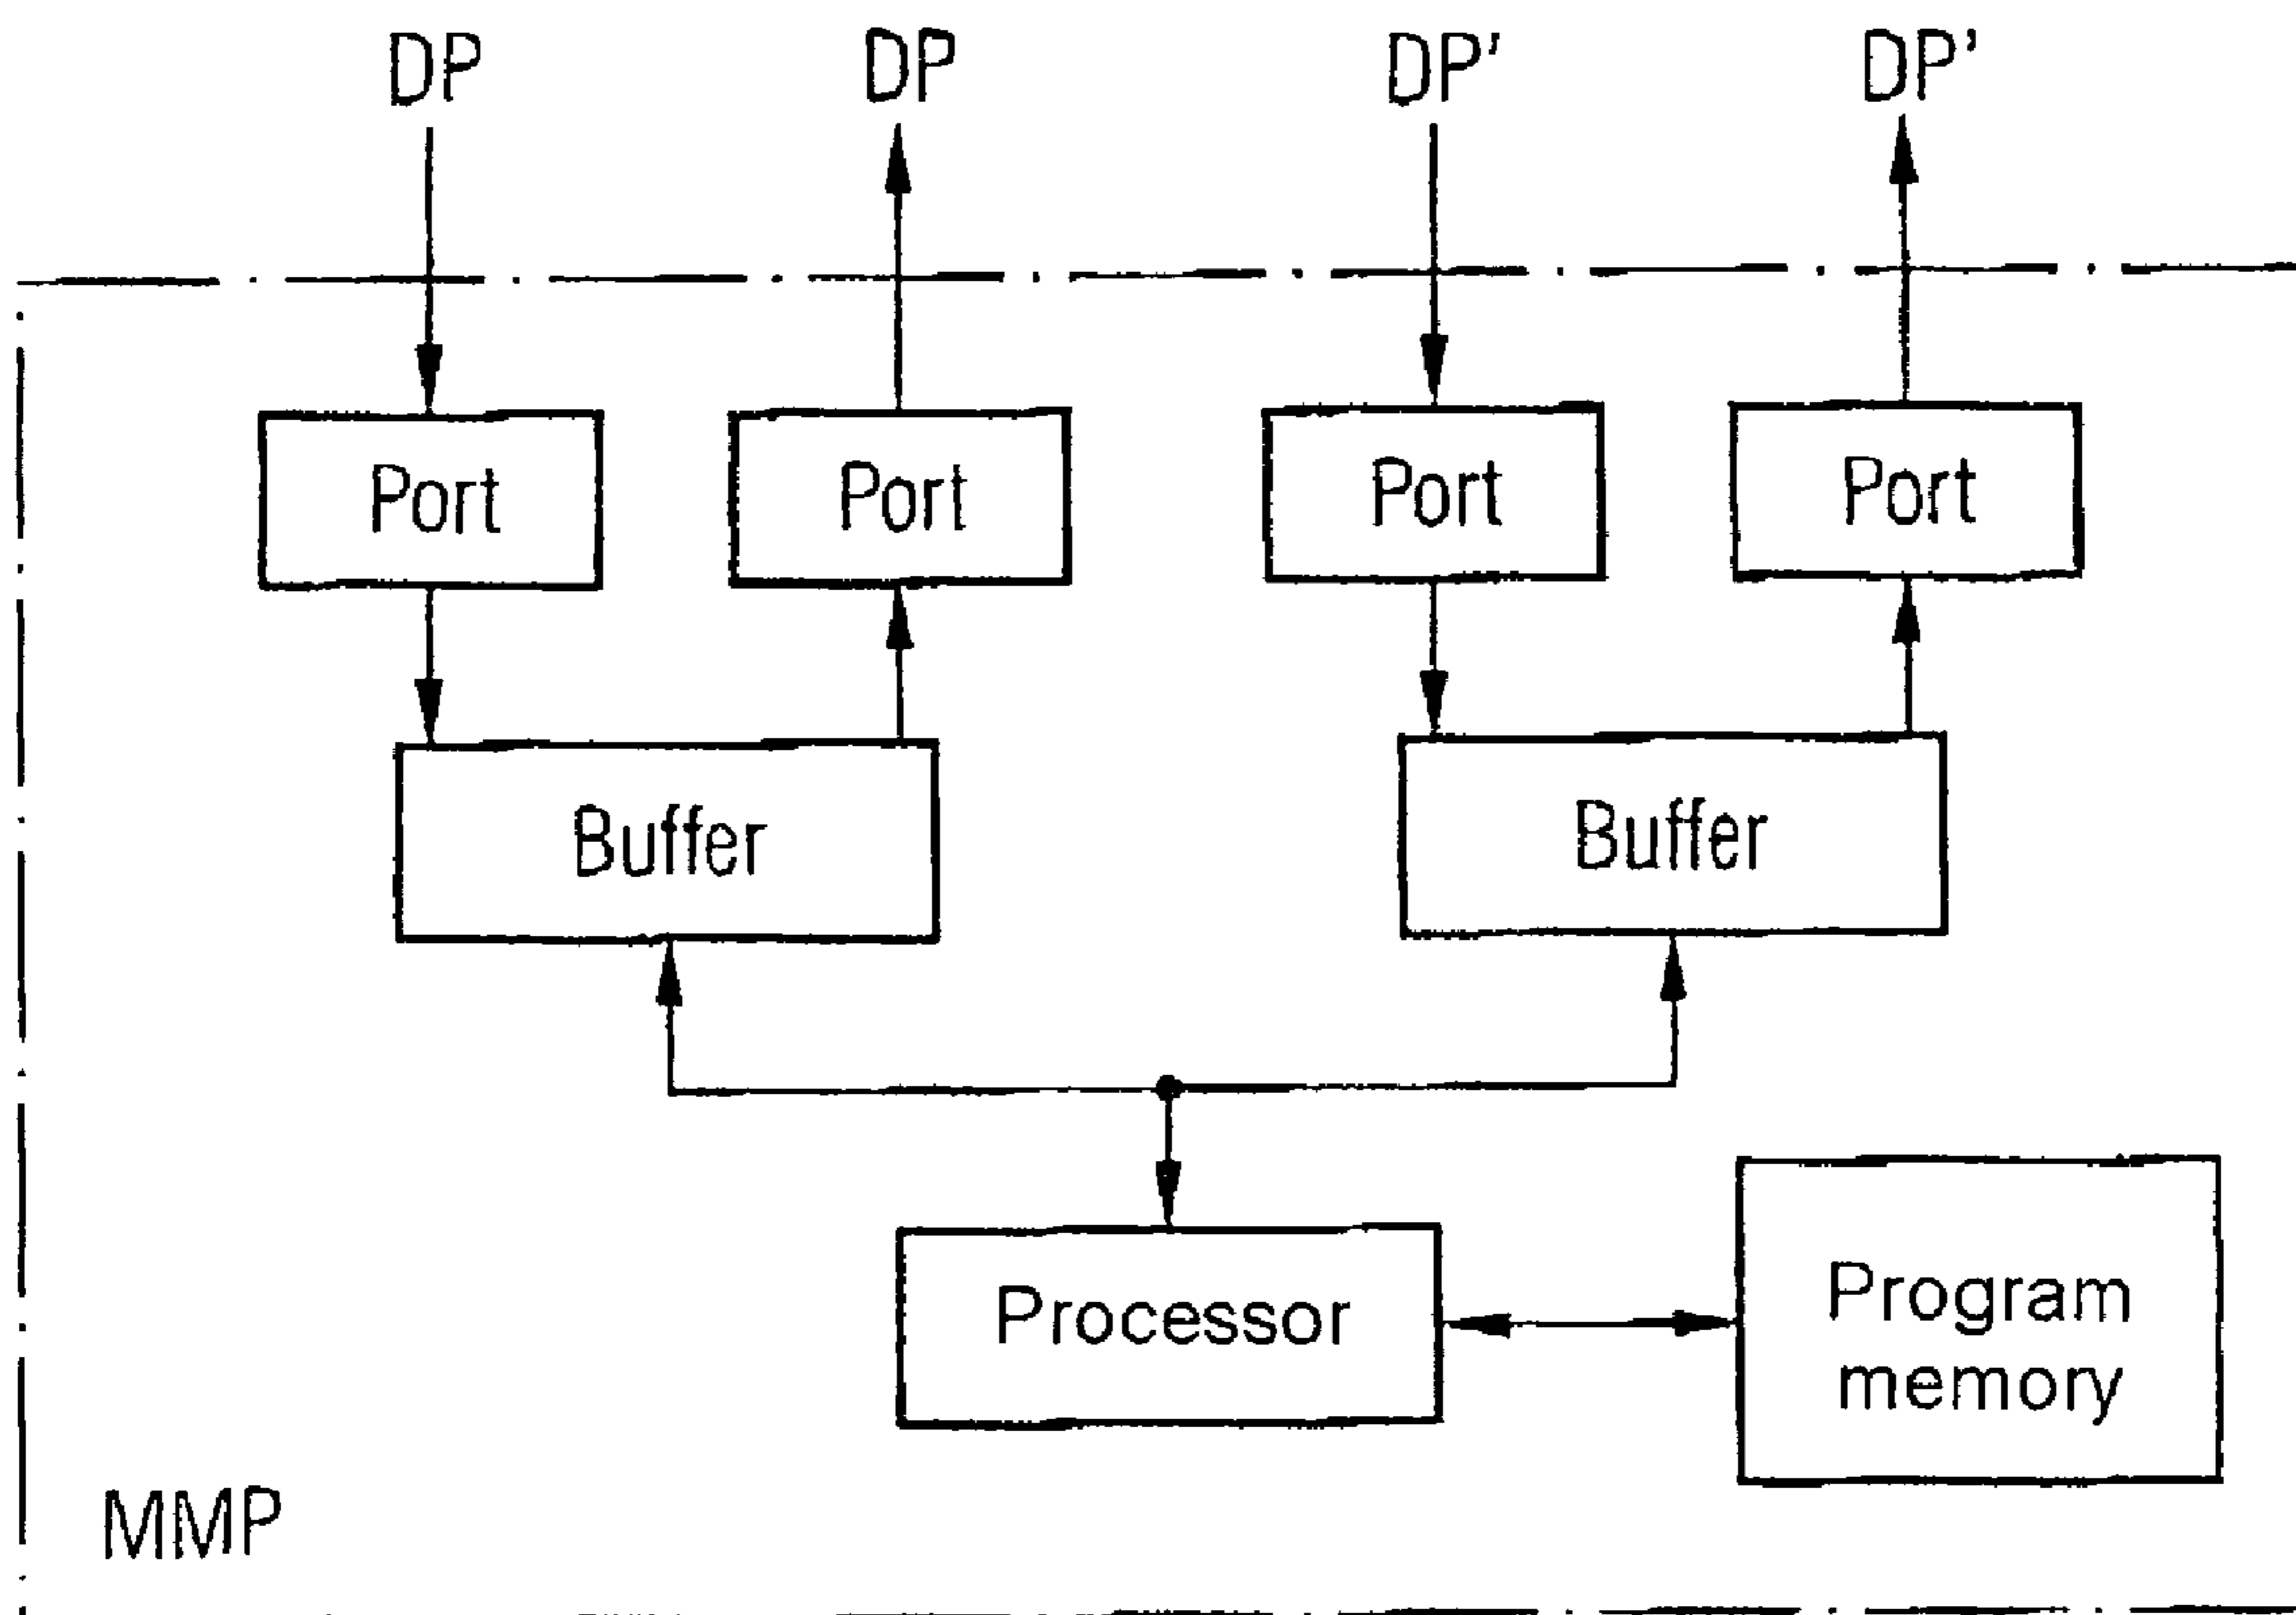 DP DP DP' DP'
Port Port Port Port
Buffer Buffer
Processor
Program
memory
MMP